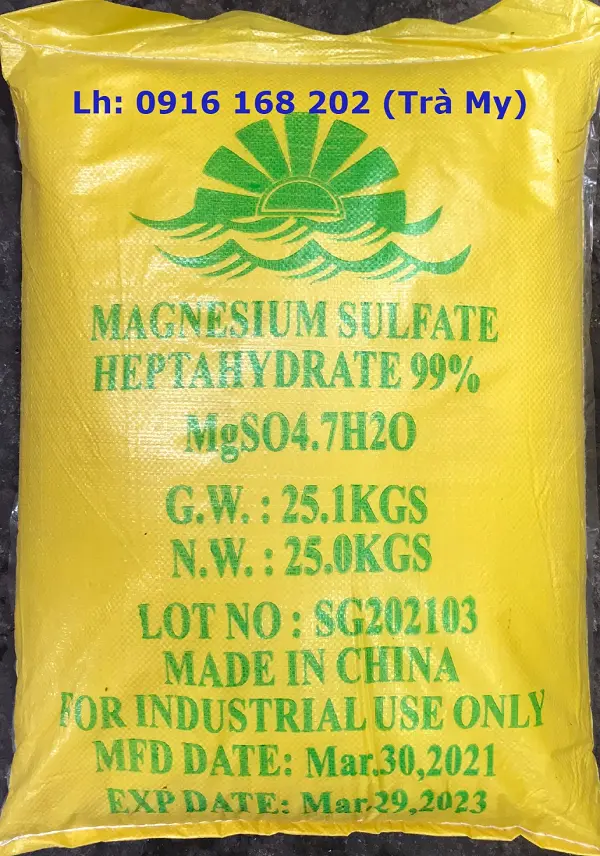 Lh: 0916 168 202 (Trà My)
MAGNESIUM SULFATE
HEPTAHYDRATE 99%
MgSO4.7H2O
G.W. : 25.1KGS
N.W. : 25.0KGS
LOT NO : SG202103
MADE IN CHINA
FOR INDUSTRIAL USE ONLY
MFD DATE: Mar.30,2021
EXP DATE: Mar.29,2023